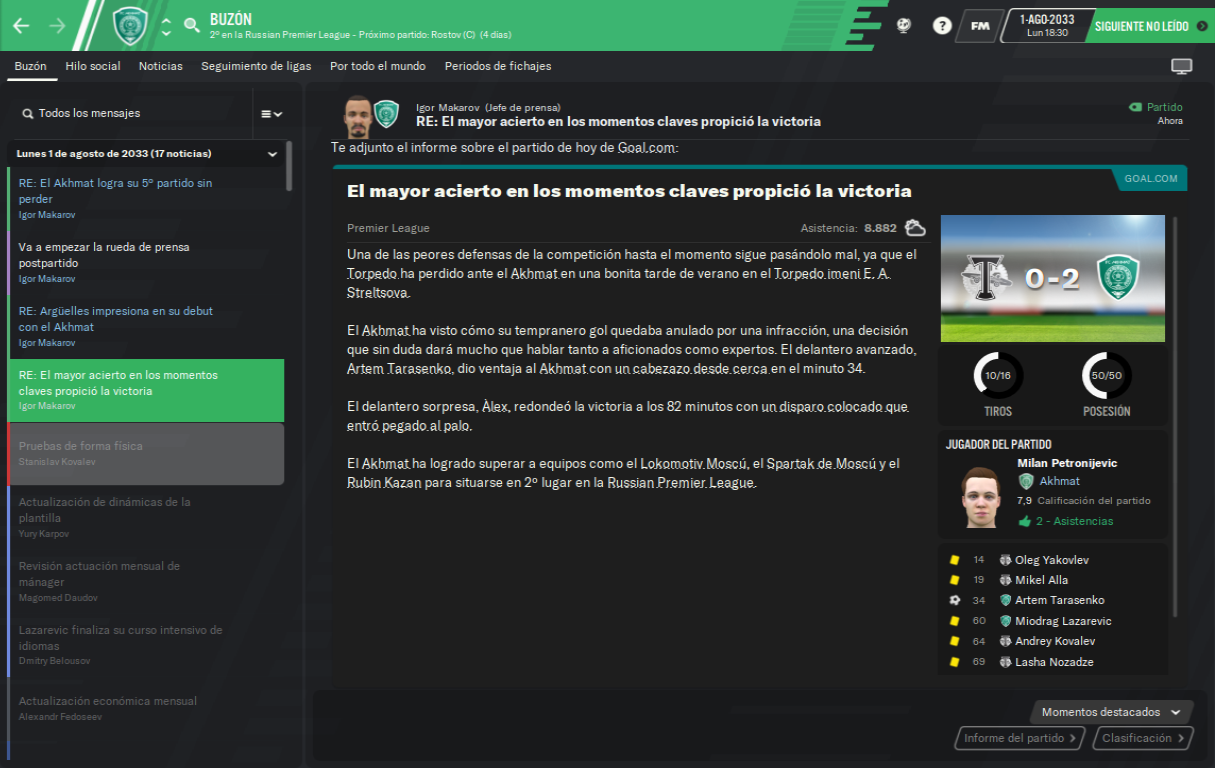 BUZÓN
2º en la Russian Premier League - Próximo partido: Rostov (C) (4 días)
?
FM
1-AGO-2033
Lun 18:30
SIGUIENTE NO LEÍDO
Buzón
Hilo social
Noticias
Seguimiento de ligas
Por todo el mundo
Periodos de fichajes
Todos los mensajes
Lunes 1 de agosto de 2033 (17 noticias)
RE: El Akhmat logra su 5º partido sin
perder
Igor Makarov
Va a empezar la rueda de prensa
postpartido
Igor Makarov
RE: Argüelles impresiona en su debut
con el Akhmat
Igor Makarov
RE: El mayor acierto en los momentos
claves propició la victoria
Igor Makarov
Pruebas de forma física
Stanislav Kovalev
Actualización de dinámicas de la
plantilla
Yury Karpov
Revisión actuación mensual de
mánager
Magomed Daudov
Lazarevic finaliza su curso intensivo de
idiomas
Dmitry Belousov
Actualización económica mensual
Alexandr Fedoseev
Igor Makarov (Jefe de prensa)
RE: El mayor acierto en los momentos claves propició la victoria
Partido
Ahora
Te adjunto el informe sobre el partido de hoy de Goal.com:
GOAL.COM
El mayor acierto en los momentos claves propició la victoria
Premier League
Asistencia: 8.882
Una de las peores defensas de la competición hasta el momento sigue pasándolo mal, ya que el
Torpedo ha perdido ante el Akhmat en una bonita tarde de verano en el Torpedo imeni E. A.
Streltsova.
El Akhmat ha visto cómo su tempranero gol quedaba anulado por una infracción, una decisión
que sin duda dará mucho que hablar tanto a aficionados como expertos. El delantero avanzado,
Artem Tarasenko, dio ventaja al Akhmat con un cabezazo desde cerca en el minuto 34.
El delantero sorpresa, Àlex, redondeó la victoria a los 82 minutos con un disparo colocado que
entró pegado al palo.
El Akhmat ha logrado superar a equipos como el Lokomotiv Moscú, el Spartak de Moscú y el
Rubin Kazan para situarse en 2º lugar en la Russian Premier League.
0-2
10/16
TIROS
50/50
POSESIÓN
JUGADOR DEL PARTIDO
Milan Petronijevic
Akhmat
7,9 Calificación del partido
2 - Asistencias
14 Oleg Yakovlev
19 Mikel Alla
34 Artem Tarasenko
60 Miodrag Lazarevic
64 Andrey Kovalev
69 Lasha Nozadze
Momentos destacados
Informe del partido
Clasificación